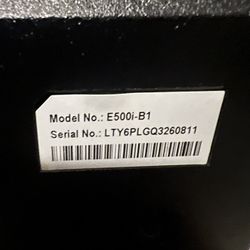 Model No.: E500i-B1
Serial No.: LTY6PLGQ3260811